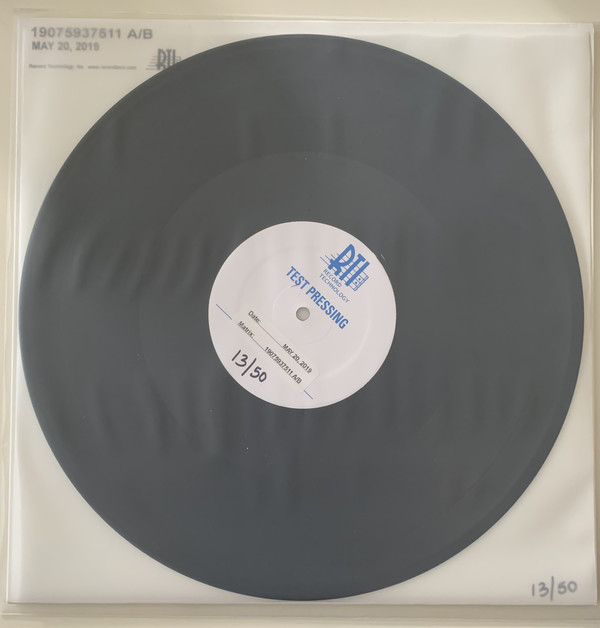 19075937511 A/B
MAY 20, 2019
RTI
Record Technology, Inc. www.recordtech.com
RTI
RECORD
TECHNOLOGY
TEST PRESSING
Date: MAY 20, 2019
Matrix: 19075937511 A/B
13/50
13/50